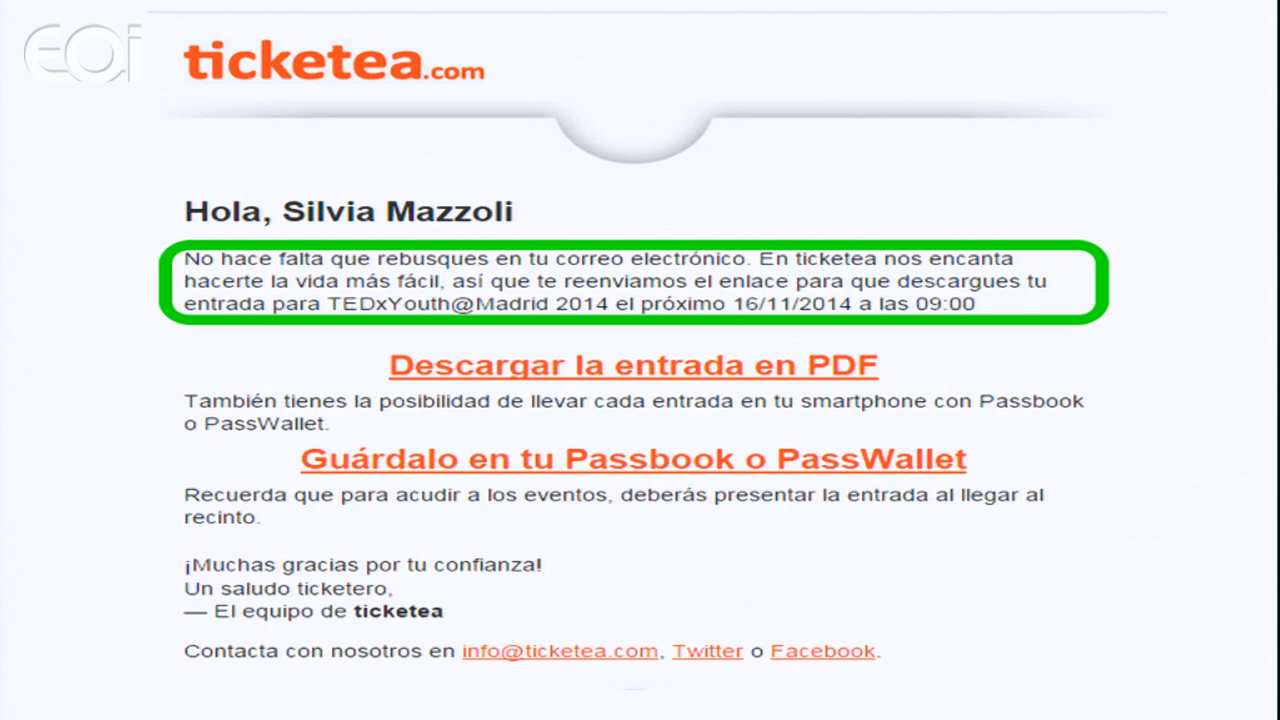 eoi
ticketea.com
Hola, Silvia Mazzoli
No hace falta que rebusques en tu correo electrónico. En ticketea nos encanta
hacerte la vida más fácil, así que te reenviamos el enlace para que descargues tu
entrada para TEDxYouth@Madrid 2014 el próximo 16/11/2014 a las 09:00
Descargar la entrada en PDF
También tienes la posibilidad de llevar cada entrada en tu smartphone con Passbook
o PassWallet.
Guárdalo en tu Passbook o PassWallet
Recuerda que para acudir a los eventos, deberás presentar la entrada al llegar al
recinto.
¡Muchas gracias por tu confianza!
Un saludo ticketero,
— El equipo de ticketea
Contacta con nosotros en info@ticketea.com, Twitter o Facebook.